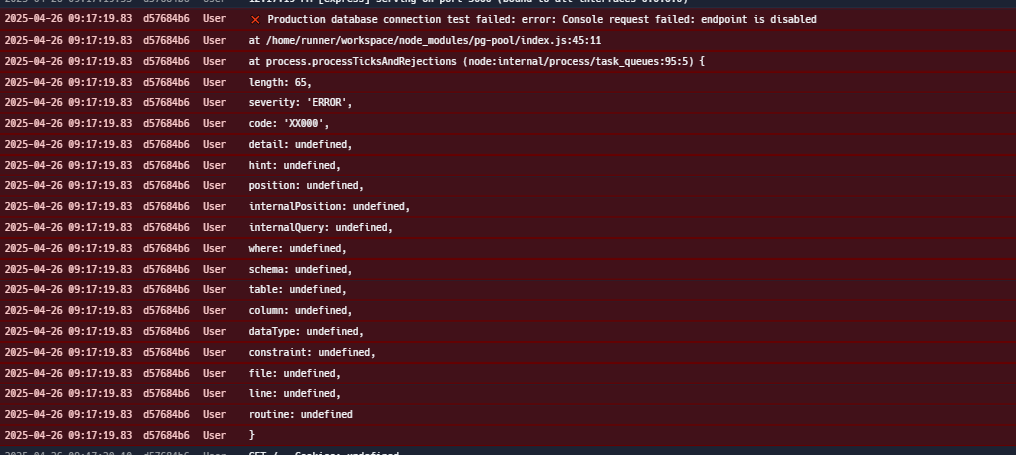 2025-04-26 09:17:19.83 d57684b6 User ❌ Production database connection test failed: error: Console request failed: endpoint is disabled
2025-04-26 09:17:19.83 d57684b6 User at /home/runner/workspace/node_modules/pg-pool/index.js:45:11
2025-04-26 09:17:19.83 d57684b6 User at process.processTicksAndRejections (node:internal/process/task_queues:95:5) {
2025-04-26 09:17:19.83 d57684b6 User length: 65,
2025-04-26 09:17:19.83 d57684b6 User severity: 'ERROR',
2025-04-26 09:17:19.83 d57684b6 User code: 'XX000',
2025-04-26 09:17:19.83 d57684b6 User detail: undefined,
2025-04-26 09:17:19.83 d57684b6 User hint: undefined,
2025-04-26 09:17:19.83 d57684b6 User position: undefined,
2025-04-26 09:17:19.83 d57684b6 User internalPosition: undefined,
2025-04-26 09:17:19.83 d57684b6 User internalQuery: undefined,
2025-04-26 09:17:19.83 d57684b6 User where: undefined,
2025-04-26 09:17:19.83 d57684b6 User schema: undefined,
2025-04-26 09:17:19.83 d57684b6 User table: undefined,
2025-04-26 09:17:19.83 d57684b6 User column: undefined,
2025-04-26 09:17:19.83 d57684b6 User dataType: undefined,
2025-04-26 09:17:19.83 d57684b6 User constraint: undefined,
2025-04-26 09:17:19.83 d57684b6 User file: undefined,
2025-04-26 09:17:19.83 d57684b6 User line: undefined,
2025-04-26 09:17:19.83 d57684b6 User routine: undefined
2025-04-26 09:17:19.83 d57684b6 User }